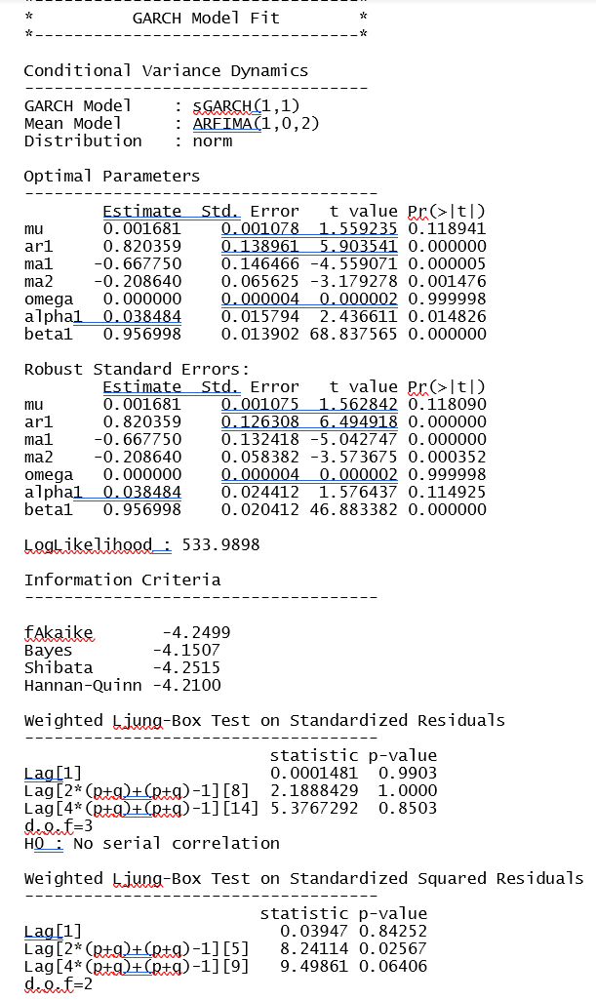 *---------------------------------*
*          GARCH Model Fit        *
*---------------------------------*
Conditional Variance Dynamics
-----------------------------------
GARCH Model : sGARCH(1,1)
Mean Model : ARFIMA(1,0,2)
Distribution : norm
Optimal Parameters
------------------------------------
Estimate Std. Error t value Pr(>|t|)
mu 0.001681 0.001078 1.559235 0.118941
ar1 0.820359 0.138961 5.903541 0.000000
ma1 -0.667750 0.146466 -4.559071 0.000005
ma2 -0.208640 0.065625 -3.179278 0.001476
omega 0.000000 0.000004 0.000002 0.999998
alpha1 0.038484 0.015794 2.436611 0.014826
beta1 0.956998 0.013902 68.837565 0.000000
Robust Standard Errors:
Estimate Std. Error t value Pr(>|t|)
mu 0.001681 0.001075 1.562842 0.118090
ar1 0.820359 0.126308 6.494918 0.000000
ma1 -0.667750 0.132418 -5.042747 0.000000
ma2 -0.208640 0.058382 -3.573675 0.000352
omega 0.000000 0.000004 0.000002 0.999998
alpha1 0.038484 0.024412 1.576437 0.114925
beta1 0.956998 0.020412 46.883382 0.000000
LogLikelihood : 533.9898
Information Criteria
------------------------------------
fAkaike -4.2499
Bayes -4.1507
Shibata -4.2515
Hannan-Quinn -4.2100
Weighted Ljung-Box Test on Standardized Residuals
------------------------------------
statistic p-value
Lag[1] 0.0001481 0.9903
Lag[2*(p+q)+(p+q)-1][8] 2.1888429 1.0000
Lag[4*(p+q)+(p+q)-1][14] 5.3767292 0.8503
d.o.f=3
H0 : No serial correlation
Weighted Ljung-Box Test on Standardized Squared Residuals
------------------------------------
statistic p-value
Lag[1] 0.03947 0.84252
Lag[2*(p+q)+(p+q)-1][5] 8.24114 0.02567
Lag[4*(p+q)+(p+q)-1][9] 9.49861 0.06406
d.o.f=2